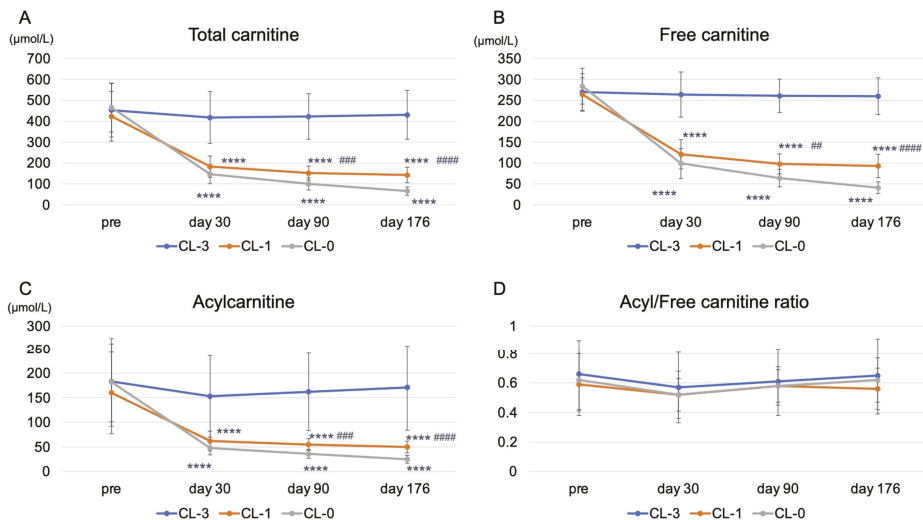 A
(μmol/L)
Total carnitine
700
600
500
400
300
200
100
0
**** **** ### **** ####
**** **** ****
pre day 30 day 90 day 176
CL-3 CL-1 CL-0
B
(μmol/L)
Free carnitine
350
300
250
200
150
100
50
0
**** **** ## **** ####
**** **** ****
pre day 30 day 90 day 176
CL-3 CL-1 CL-0
C
(μmol/L)
Acylcarnitine
300
250
200
150
100
50
0
**** **** ### **** ####
**** **** ****
pre day 30 day 90 day 176
CL-3 CL-1 CL-0
D
Acyl/Free carnitine ratio
1
0.8
0.6
0.4
0.2
0
pre day 30 day 90 day 176
CL-3 CL-1 CL-0